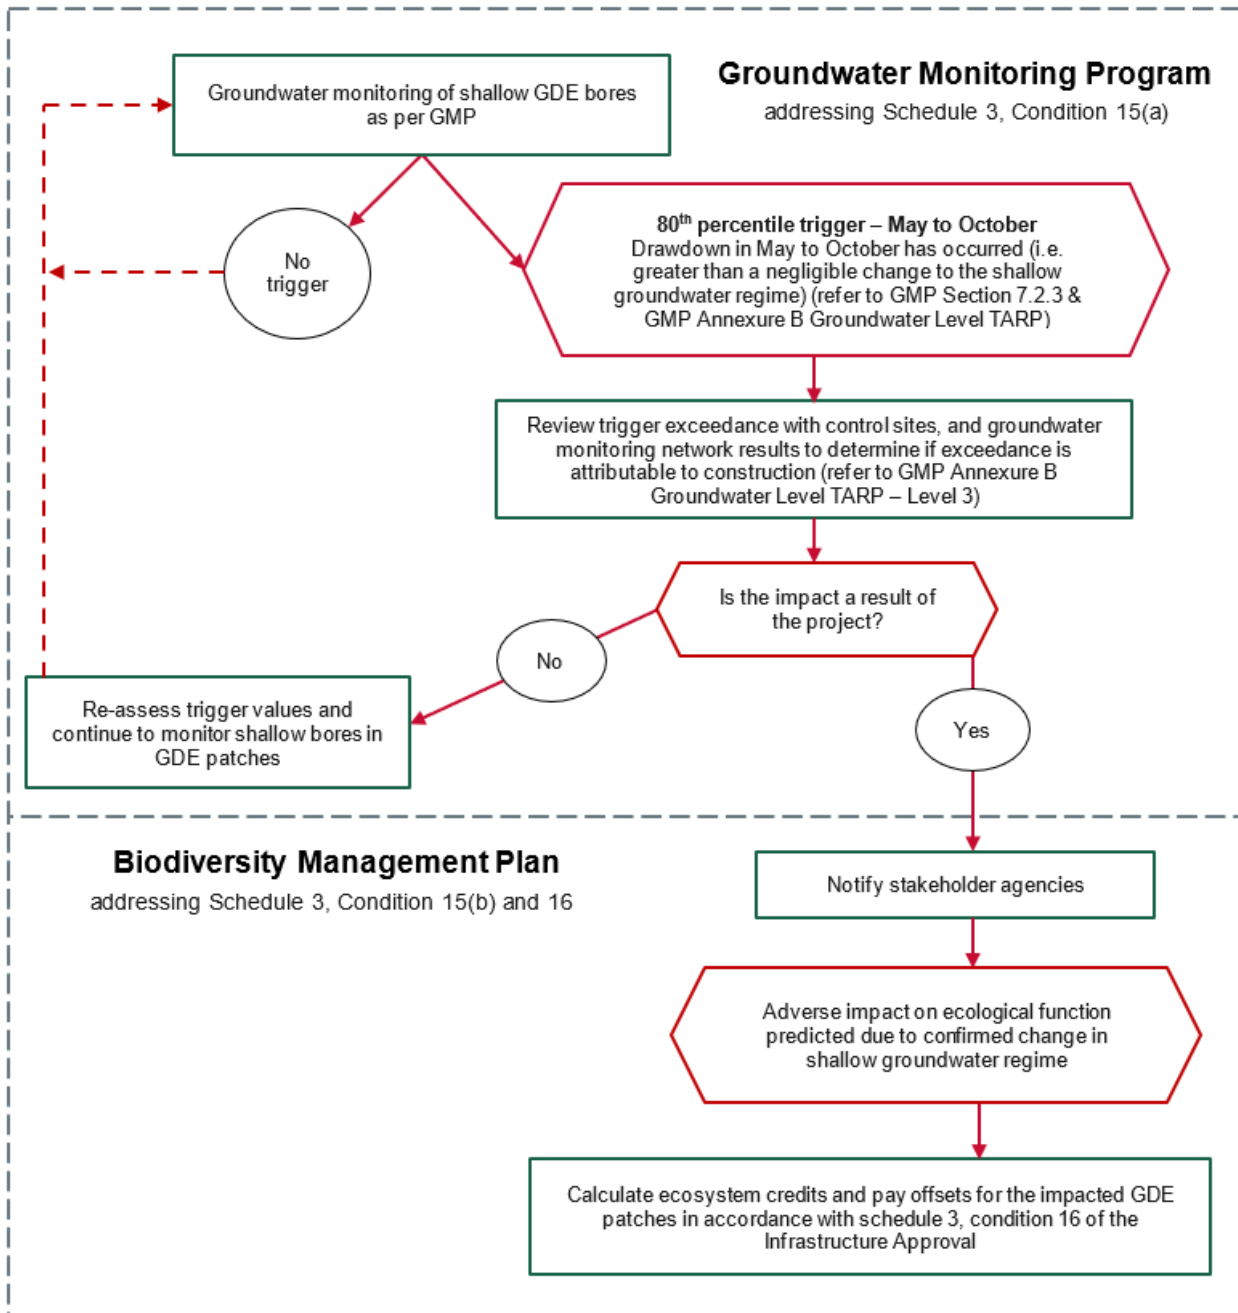 Groundwater Monitoring Program
addressing Schedule 3, Condition 15(a)
Groundwater monitoring of shallow GDE bores
as per GMP
No
trigger
80th percentile trigger – May to October
Drawdown in May to October has occurred (i.e.
greater than a negligible change to the shallow
groundwater regime) (refer to GMP Section 7.2.3 &
GMP Annexure B Groundwater Level TARP)
Review trigger exceedance with control sites, and groundwater
monitoring network results to determine if exceedance is
attributable to construction (refer to GMP Annexure B
Groundwater Level TARP – Level 3)
Is the impact a result of
the project?
No
Re-assess trigger values and
continue to monitor shallow bores in
GDE patches
Yes
Biodiversity Management Plan
addressing Schedule 3, Condition 15(b) and 16
Notify stakeholder agencies
Adverse impact on ecological function
predicted due to confirmed change in
shallow groundwater regime
Calculate ecosystem credits and pay offsets for the impacted GDE
patches in accordance with schedule 3, condition 16 of the
Infrastructure Approval